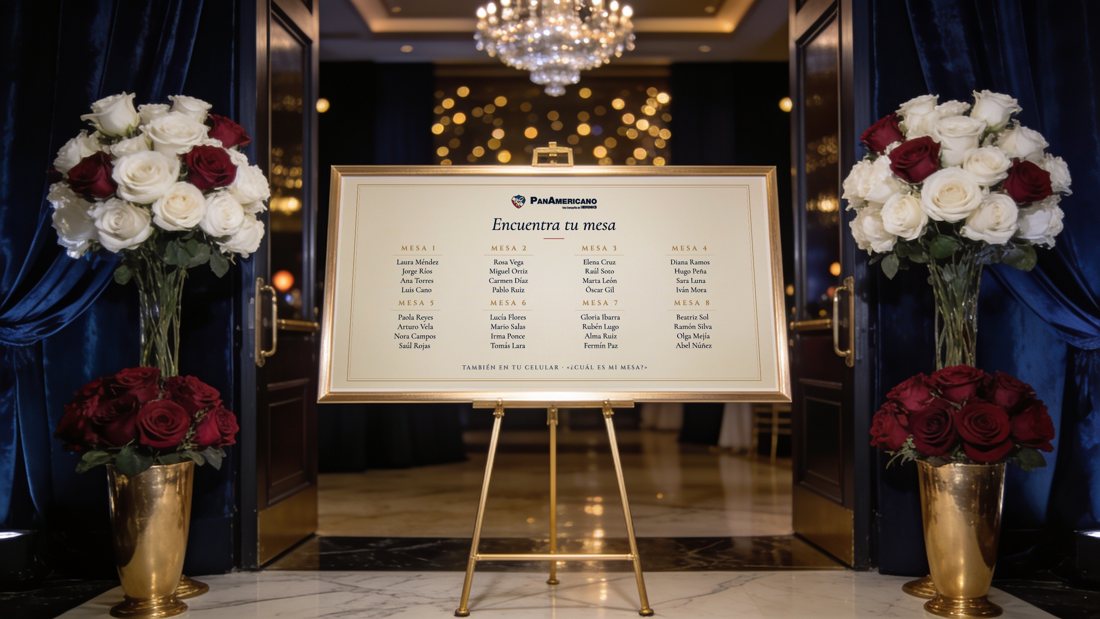 PANAMERICANO
Encuentra tu mesa
MESA 1
Laura Méndez
Jorge Ríos
Ana Torres
Luis Cano
MESA 2
Rosa Vega
Miguel Ortiz
Carmen Díaz
Pablo Ruiz
MESA 3
Elena Cruz
Raúl Soto
Marta León
Óscar Gil
MESA 4
Diana Ramos
Hugo Peña
Sara Luna
Iván Mora
MESA 5
Paola Reyes
Arturo Vela
Nora Campos
Saúl Rojas
MESA 6
Lucía Flores
Mario Salas
Irma Ponce
Tomás Lara
MESA 7
Gloria Ibarra
Rubén Lugo
Alma Ruiz
Fermín Paz
MESA 8
Beatriz Sol
Ramón Silva
Olga Mejía
Abel Núñez
TAMBIÉN EN TU CELULAR · «¿CUÁL ES MI MESA?»